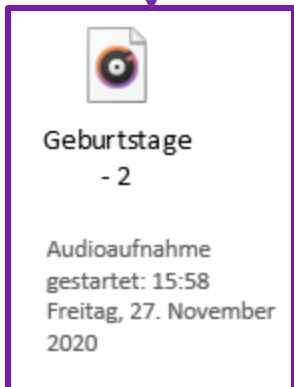 Geburtstage
- 2
Audioaufnahme
gestartet: 15:58
Freitag, 27. November
2020